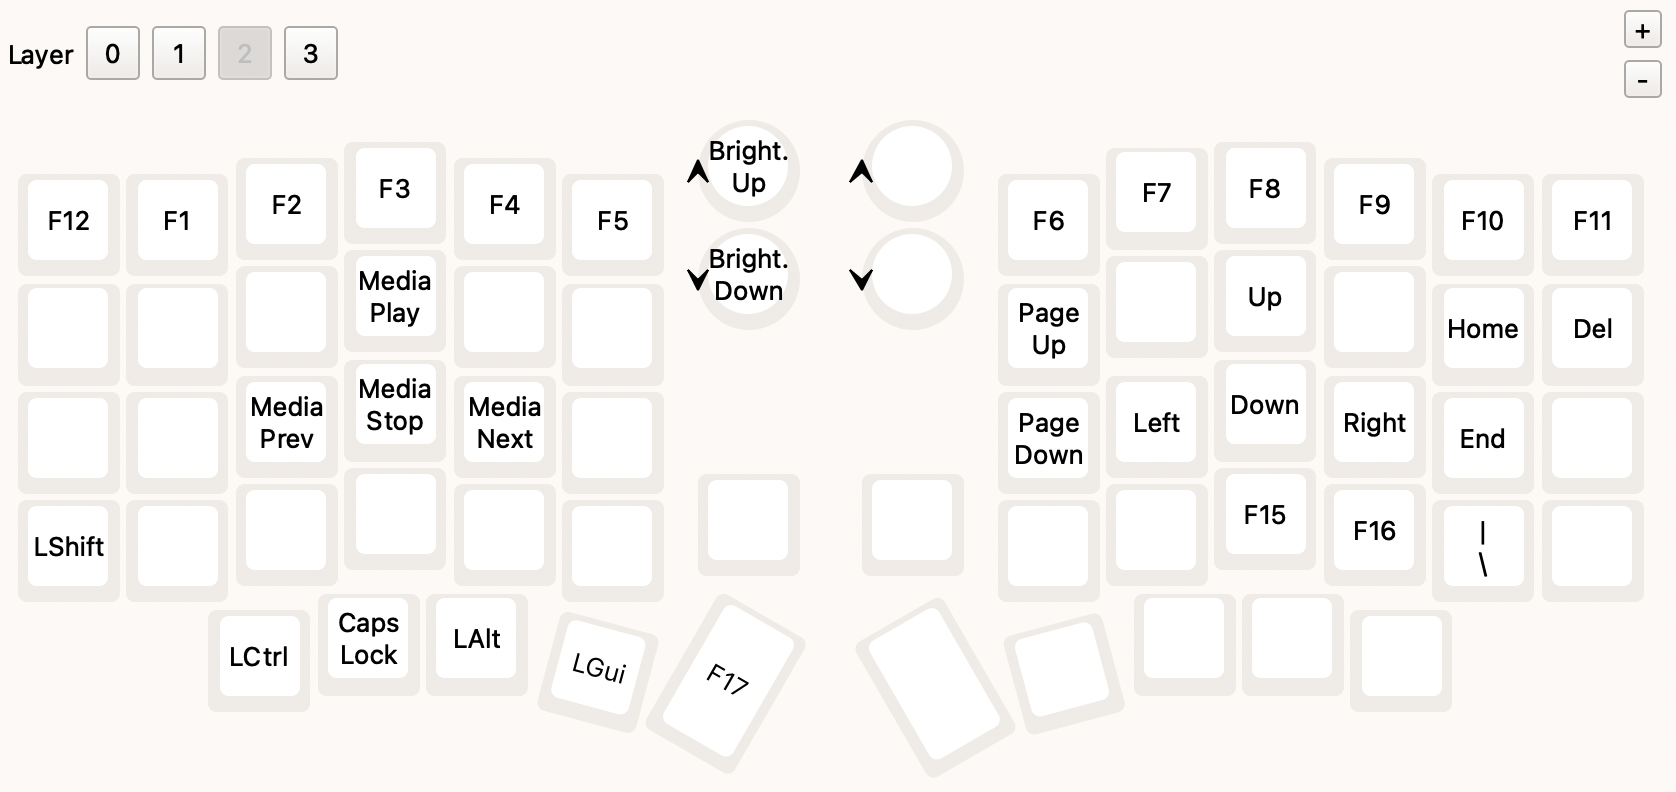 Layer 0 1 2 3
+
-
F12 F1 F2 F3 F4 F5
Bright.
Up
F6 F7 F8 F9 F10 F11
Media
Play
Bright.
Down
Page
Up
Up
Home
Del
Media
Prev
Media
Stop
Media
Next
Page
Down
Left
Down
Right
End
LShift
F15
F16
|
\
LCtrl
Caps
Lock
LAlt
LGui
F17